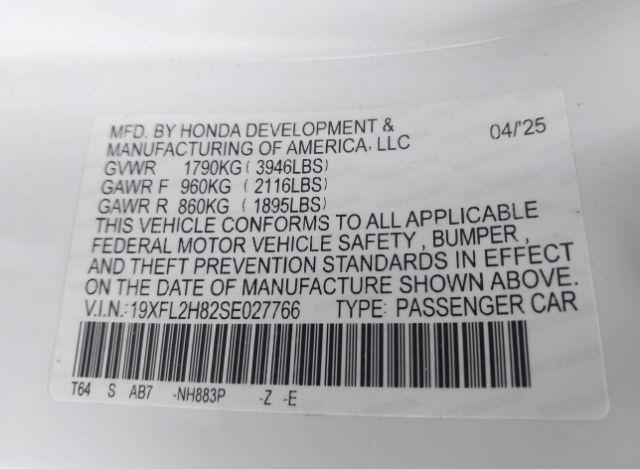 MFD. BY HONDA DEVELOPMENT & 04/'25
MANUFACTURING OF AMERICA, LLC
GVWR 1790KG ( 3946LBS)
GAWR F 960KG ( 2116LBS)
GAWR R 860KG ( 1895LBS)
THIS VEHICLE CONFORMS TO ALL APPLICABLE
FEDERAL MOTOR VEHICLE SAFETY , BUMPER ,
AND THEFT PREVENTION STANDARDS IN EFFECT
ON THE DATE OF MANUFACTURE SHOWN ABOVE.
V.I.N.:19XFL2H82SE027766 TYPE: PASSENGER CAR
T64 S AB7 -NH883P -Z -E